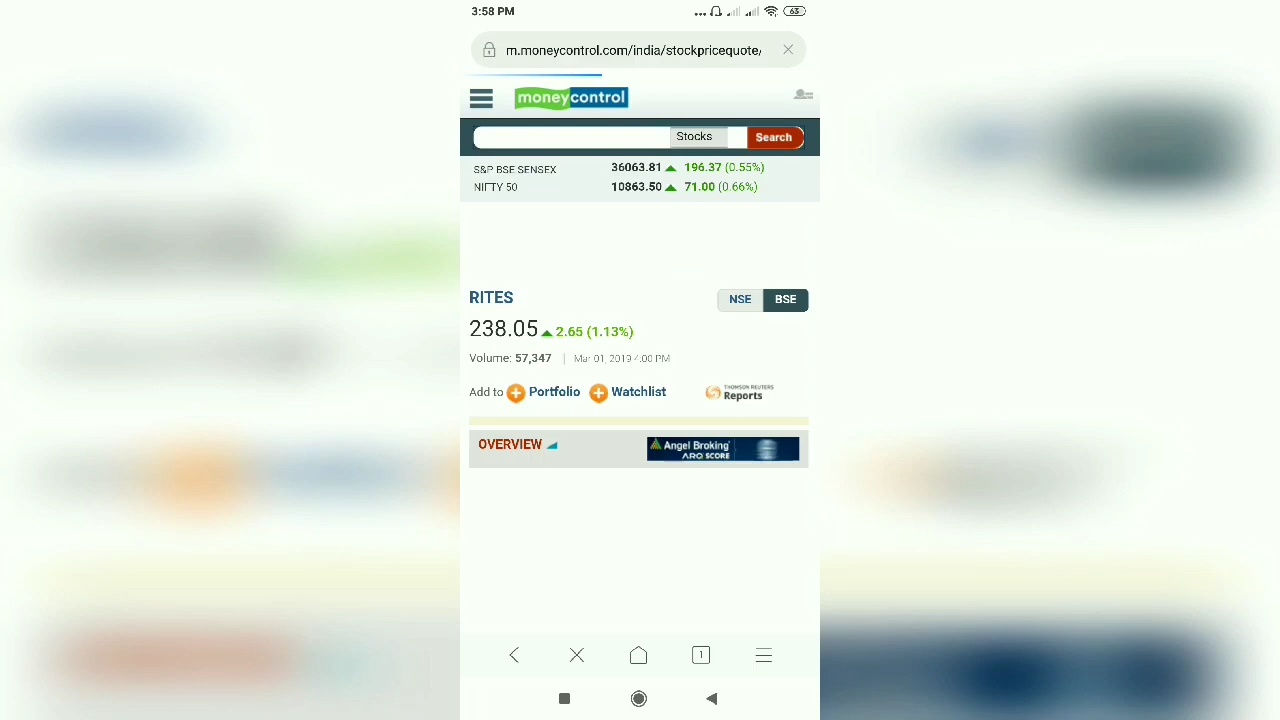 3:58 PM
63
m.moneycontrol.com/india/stockpricequote/
moneycontrol
Stocks
Search
S&P BSE SENSEX 36063.81 196.37 (0.55%)
NIFTY 50 10863.50 71.00 (0.66%)
RITES
NSE BSE
238.05 2.65 (1.13%)
Volume: 57,347 | Mar 01, 2019 4:00 PM
Add to Portfolio Watchlist
THOMSON REUTERS
Reports
OVERVIEW
Angel Broking
ARQ SCORE
1